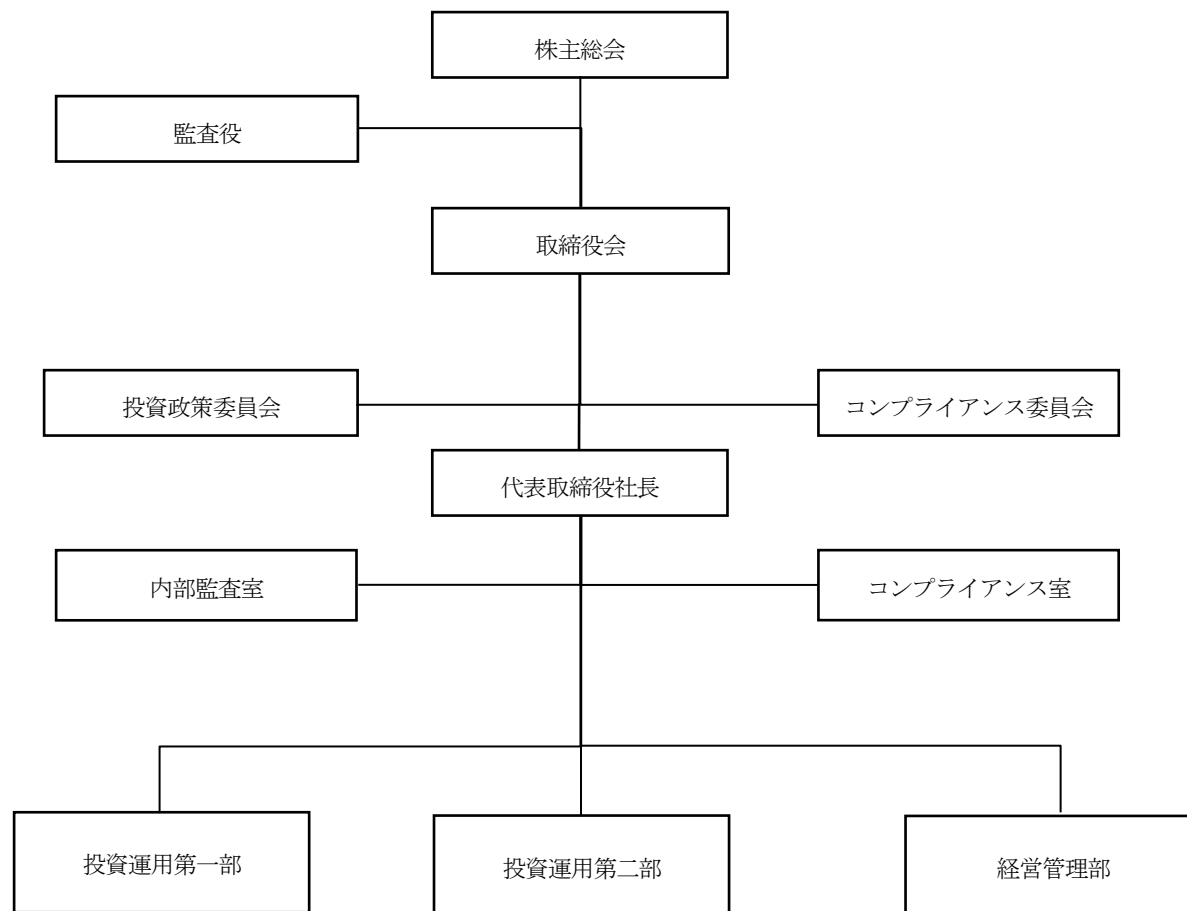 株主総会
監査役
取締役会
投資政策委員会
コンプライアンス委員会
代表取締役社長
内部監査室
コンプライアンス室
投資運用第一部
投資運用第二部
経営管理部